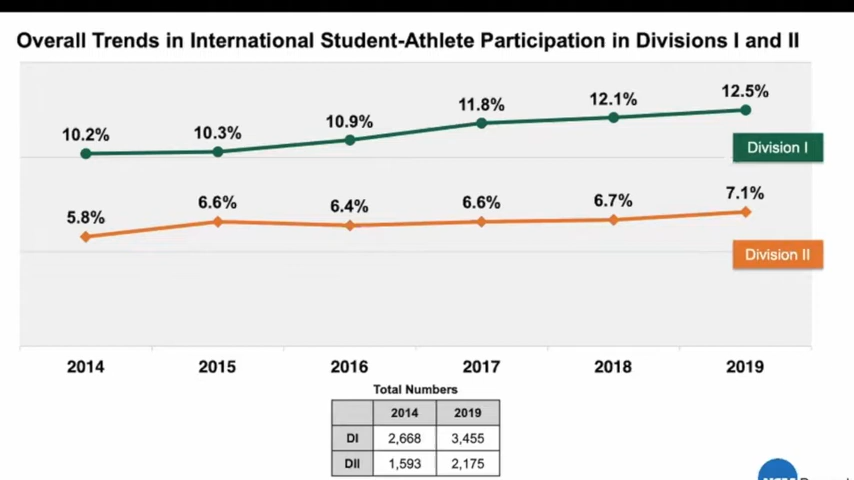 Overall Trends in International Student-Athlete Participation in Divisions I and II
10.2% 10.3% 10.9% 11.8% 12.1% 12.5%
Division I
5.8% 6.6% 6.4% 6.6% 6.7% 7.1%
Division II
2014 2015 2016 2017 2018 2019
Total Numbers
2014 2019
DI 2,668 3,455
DII 1,593 2,175